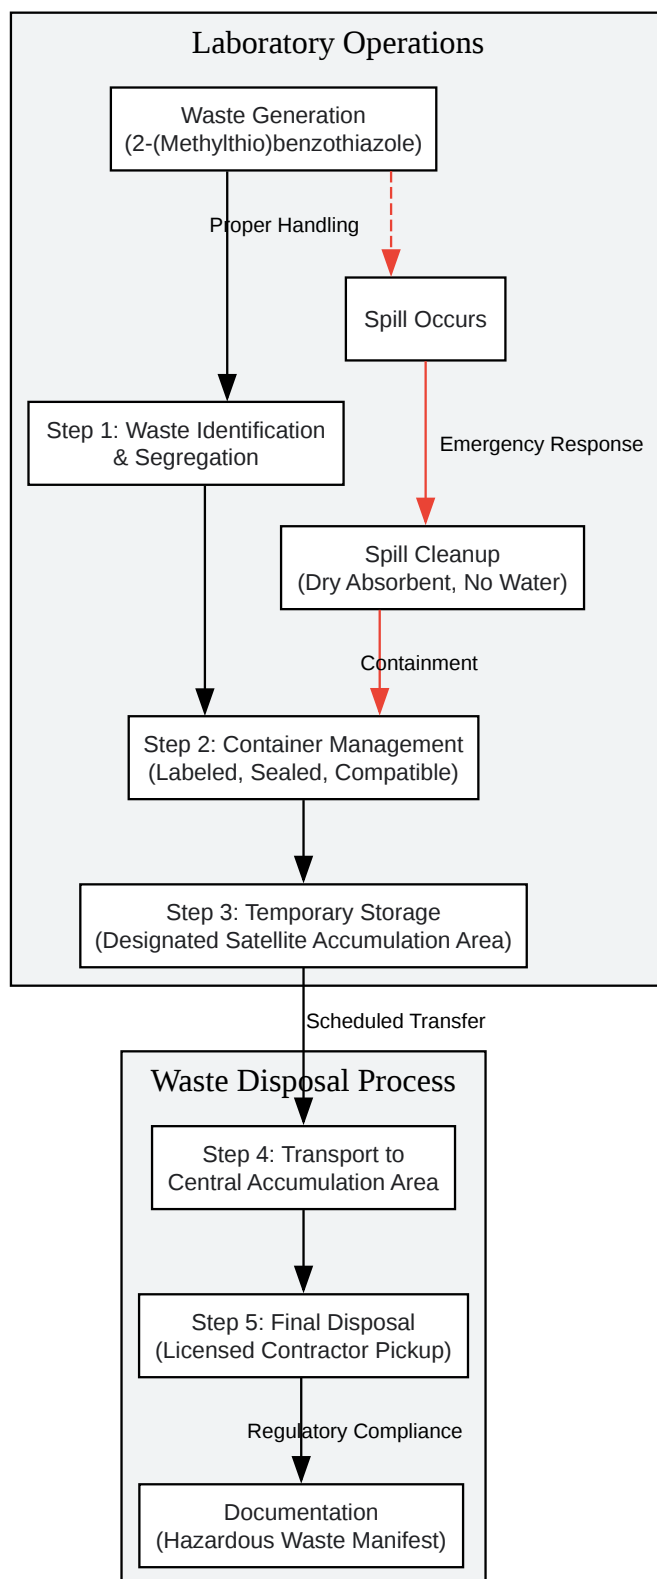 Laboratory Operations
Waste Generation
(2-(Methylthio)benzothiazole)
Proper Handling
Spill Occurs
Step 1: Waste Identification
& Segregation
Emergency Response
Spill Cleanup
(Dry Absorbent, No Water)
Containment
Step 2: Container Management
(Labeled, Sealed, Compatible)
Step 3: Temporary Storage
(Designated Satellite Accumulation Area)
Scheduled Transfer
Waste Disposal Process
Step 4: Transport to
Central Accumulation Area
Step 5: Final Disposal
(Licensed Contractor Pickup)
Regulatory Compliance
Documentation
(Hazardous Waste Manifest)